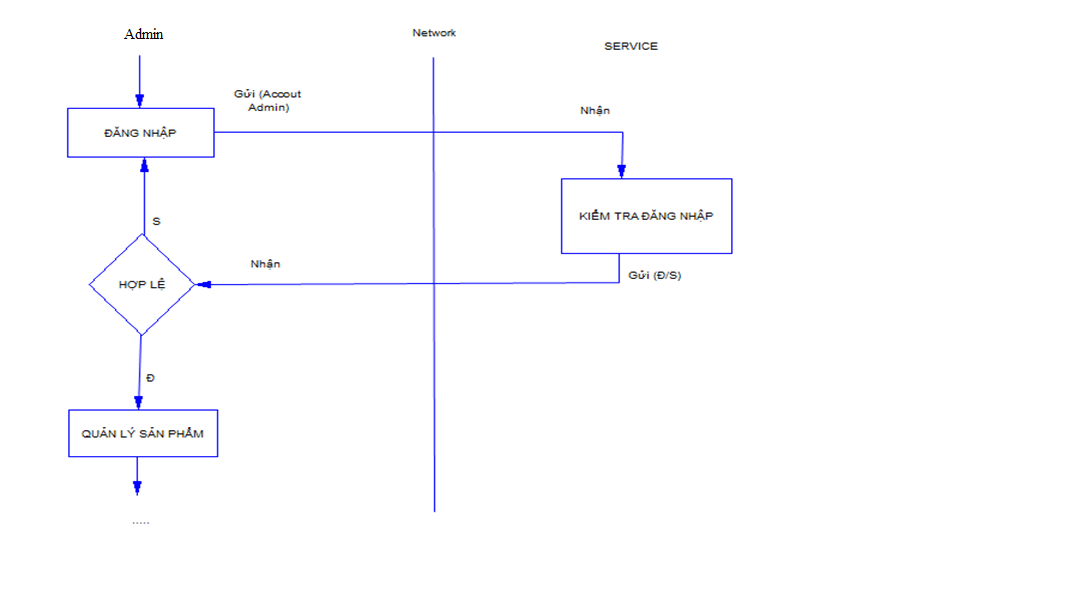 Admin
Network
SERVICE
Gửi (Accout
Admin)
Nhận
ĐĂNG NHẬP
KIỂM TRA ĐĂNG NHẬP
S
Nhận
Gửi (Đ/S)
HỢP LỆ
Đ
QUẢN LÝ SẢN PHẨM
.....